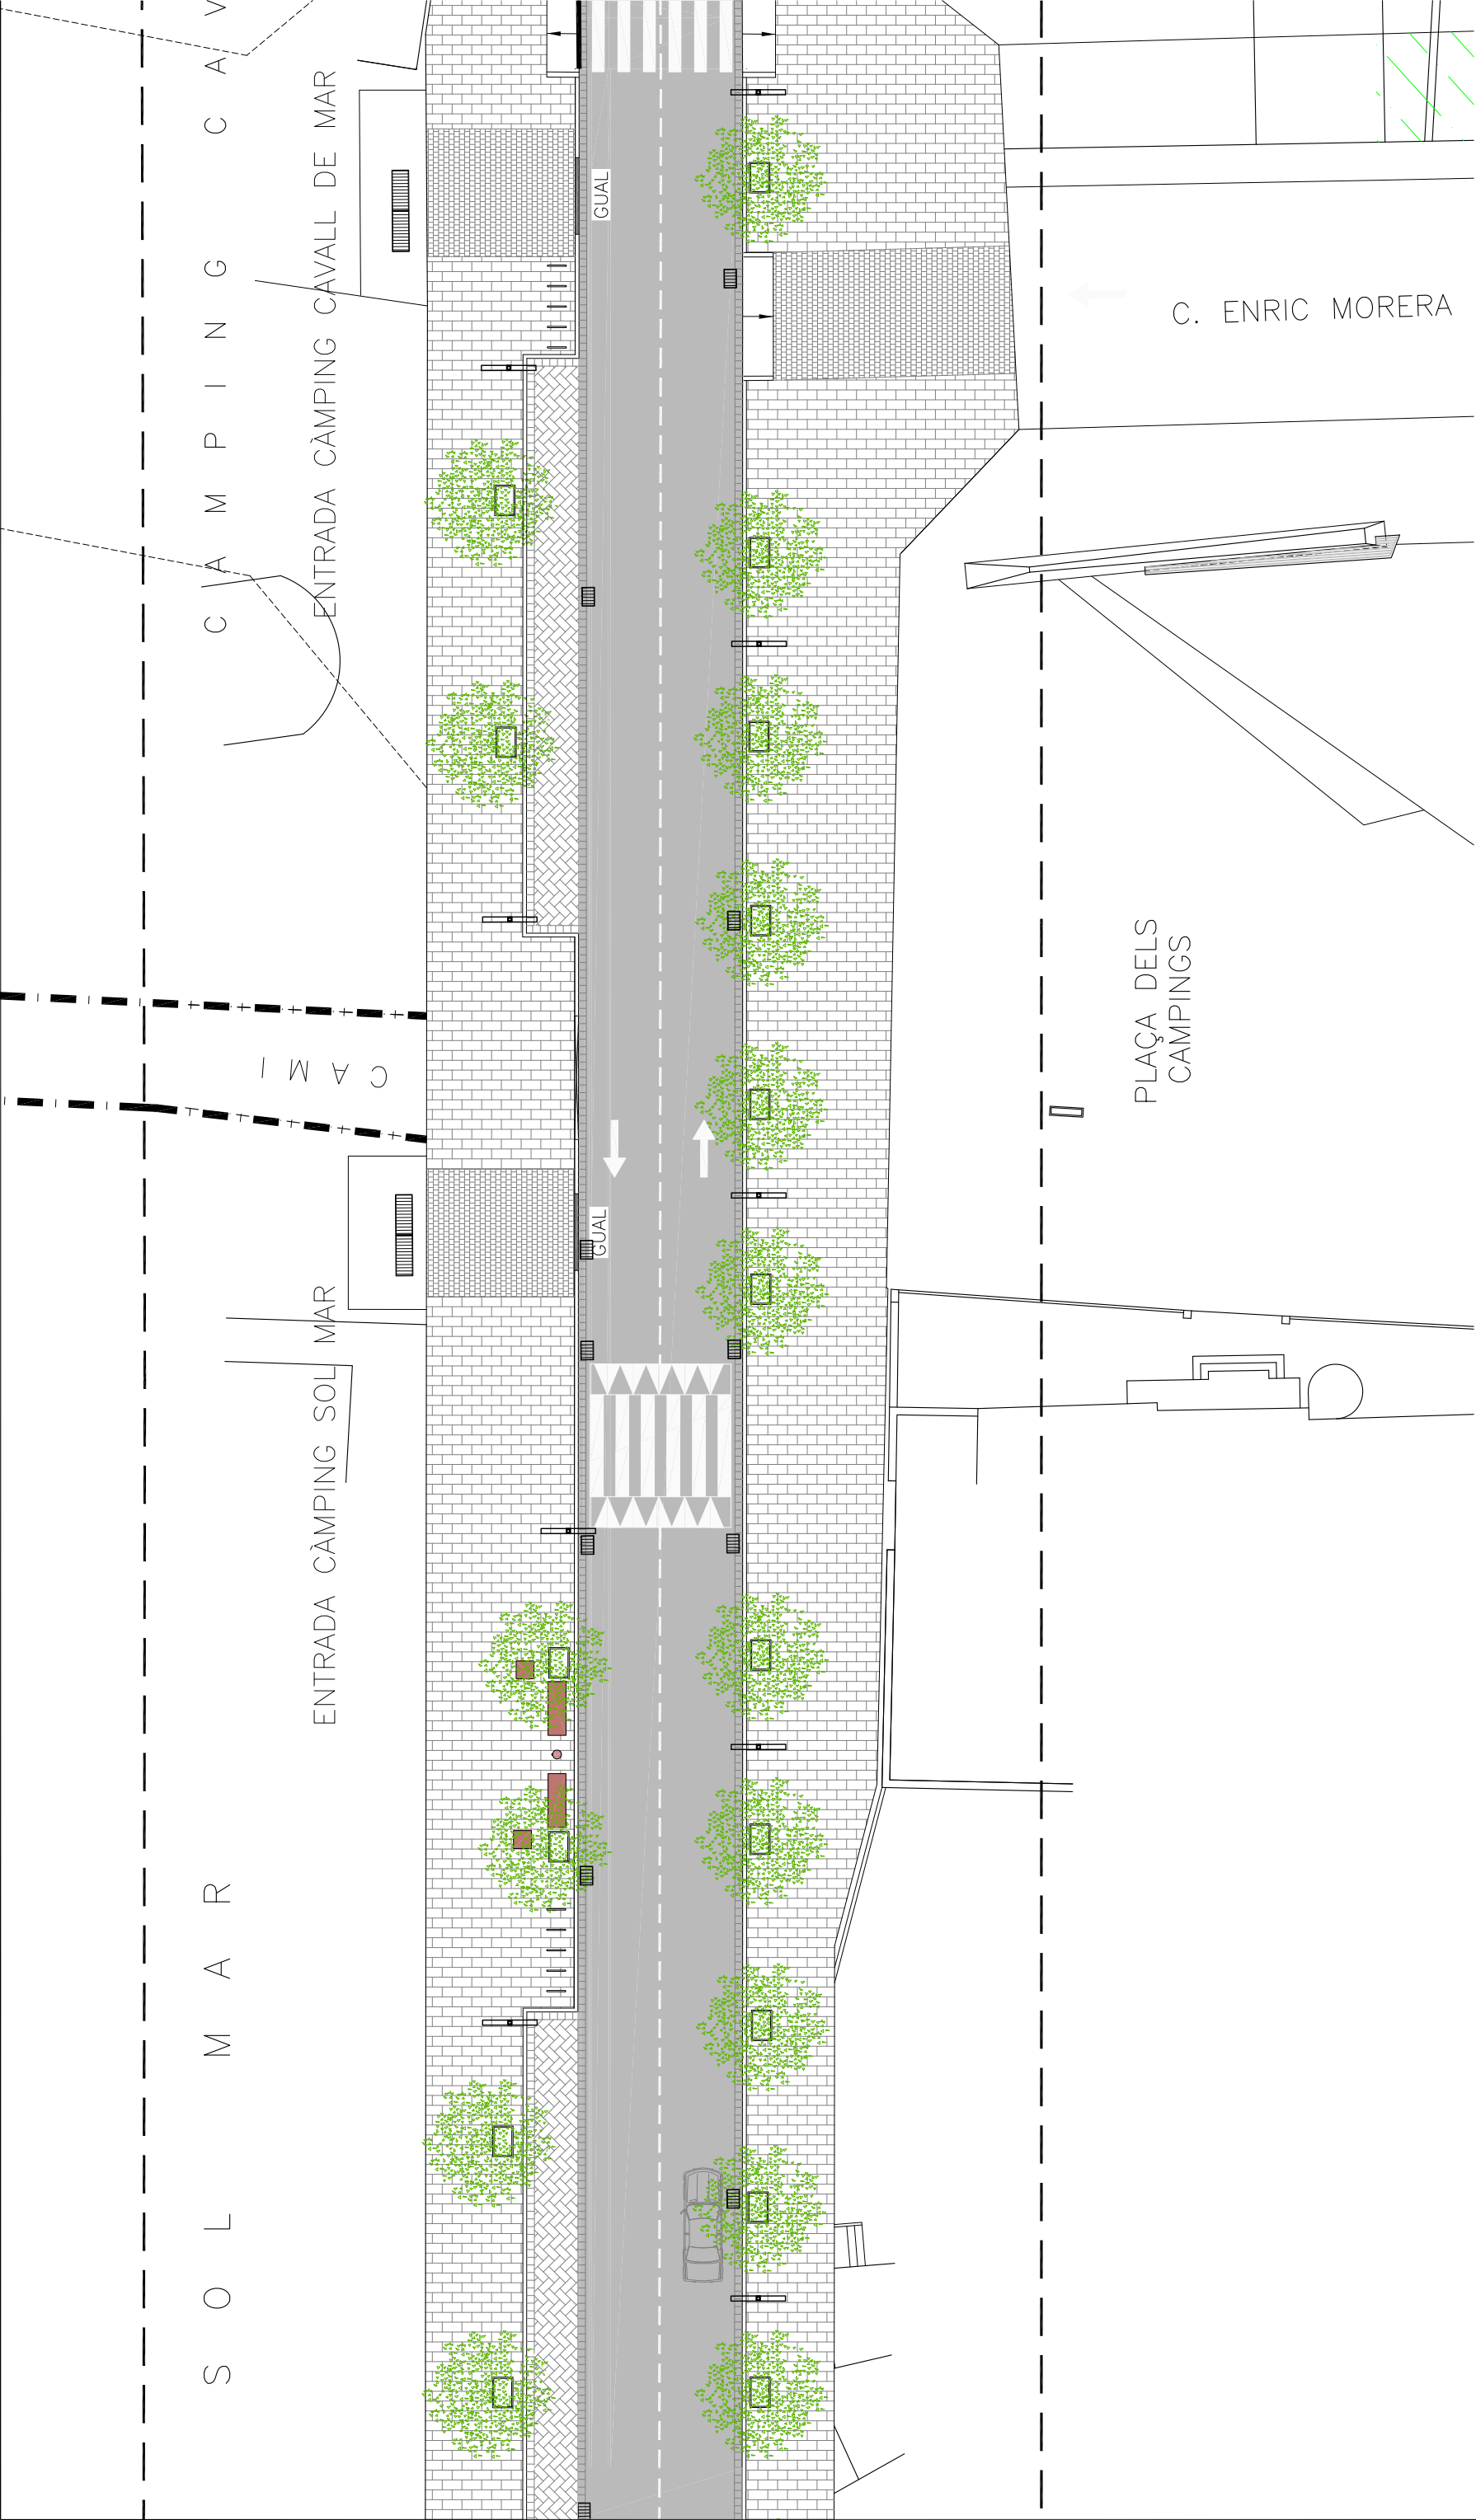 CAMPING CAV
ENTRADA CÀMPING CAVALL DE MAR
GUAL
C. ENRIC MORERA
PLAÇA DELS
CAMPINGS
CAMI
GUAL
ENTRADA CÀMPING SOL MAR
SOL MAR